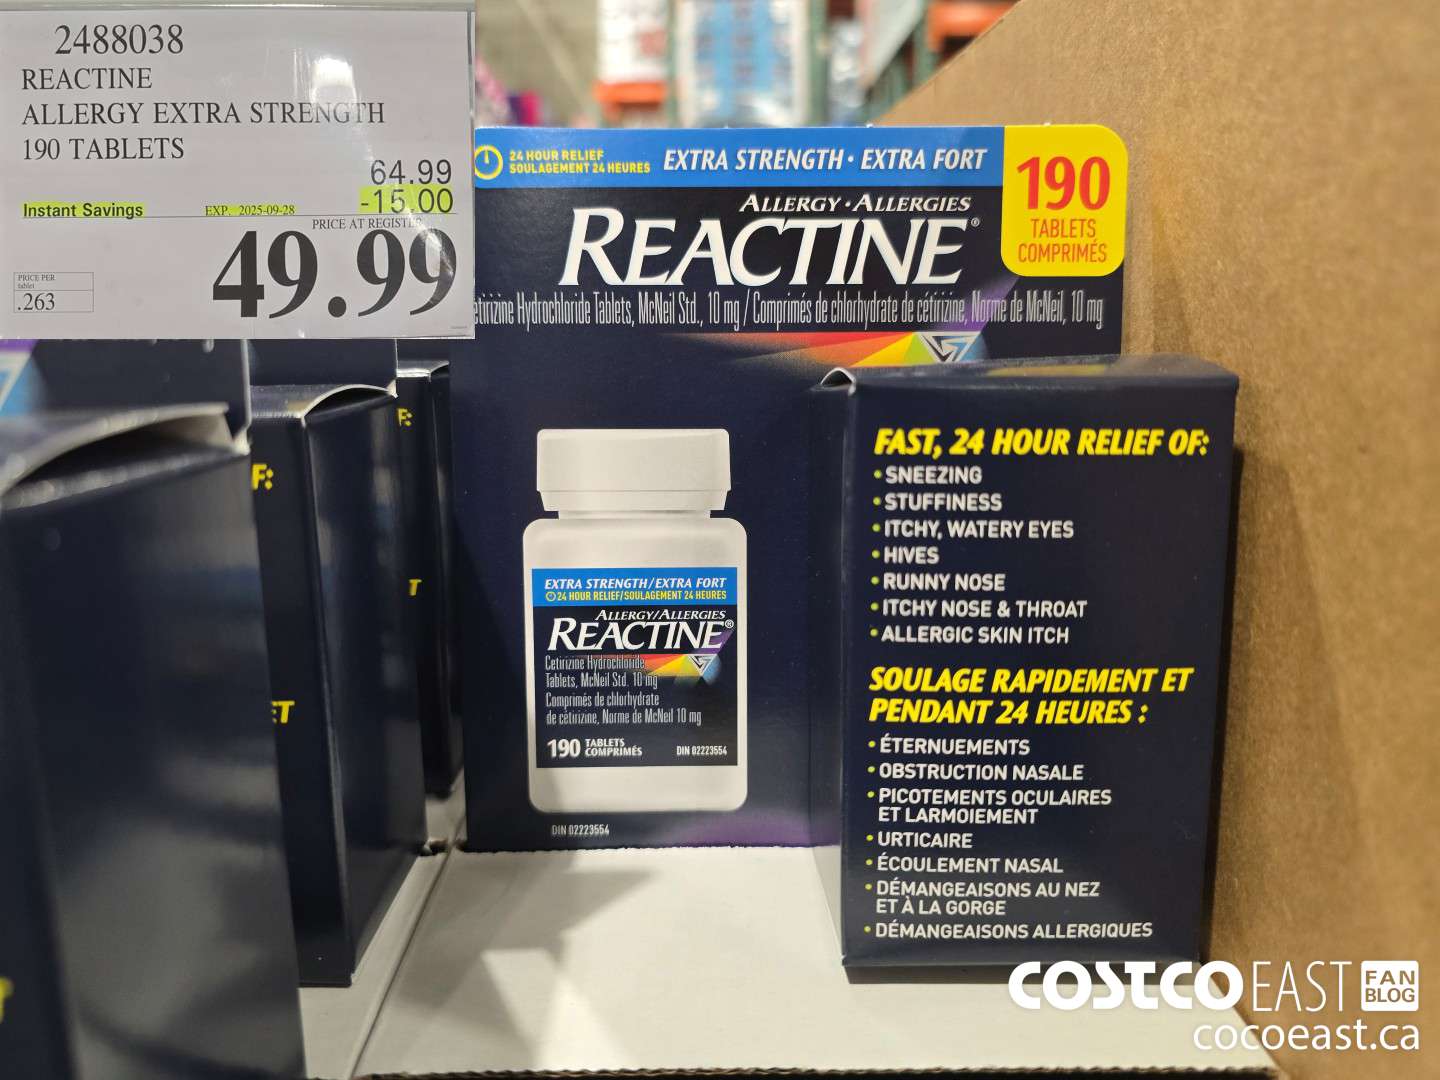 2488038
REACTINE
ALLERGY EXTRA STRENGTH
190 TABLETS
64.99
Instant Savings EXP. 2025-09-28 -15.00
PRICE AT REGISTER
49.99
PRICE PER
tablet
.263
24 HOUR RELIEF
SOULAGEMENT 24 HEURES
EXTRA STRENGTH · EXTRA FORT
190
TABLETS
COMPRIMÉS
ALLERGY · ALLERGIES
REACTINE®
etirizine Hydrochloride Tablets, McNeil Std., 10 mg / Comprimés de chlorhydrate de cétirizine, Norme de McNeil, 10 mg
EXTRA STRENGTH/EXTRA FORT
24 HOUR RELIEF/SOULAGEMENT 24 HEURES
ALLERGY/ALLERGIES
REACTINE®
Cetirizine Hydrochloride
Tablets, McNeil Std. 10 mg
Comprimés de chlorhydrate
de cétirizine, Norme de McNeil 10 mg
190 TABLETS
COMPRIMÉS
DIN 02223554
DIN 02223554
FAST, 24 HOUR RELIEF OF:
• SNEEZING
• STUFFINESS
• ITCHY, WATERY EYES
• HIVES
• RUNNY NOSE
• ITCHY NOSE & THROAT
• ALLERGIC SKIN ITCH
SOULAGE RAPIDEMENT ET
PENDANT 24 HEURES :
• ÉTERNUEMENTS
• OBSTRUCTION NASALE
• PICOTEMENTS OCULAIRES
ET LARMOIEMENT
• URTICAIRE
• ÉCOULEMENT NASAL
• DÉMANGEAISONS AU NEZ
ET À LA GORGE
• DÉMANGEAISONS ALLERGIQUES
F:
F:
T
ET
T
COSTCO EAST FAN
BLOG
cocoeast.ca